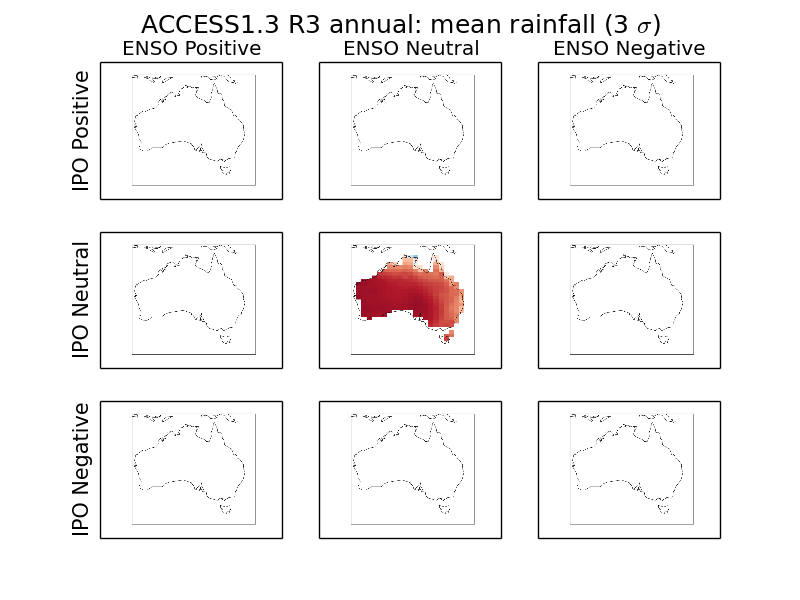 ACCESS1.3 R3 annual: mean rainfall (3 σ)
ENSO Positive ENSO Neutral ENSO Negative
IPO Positive
IPO Neutral
IPO Negative